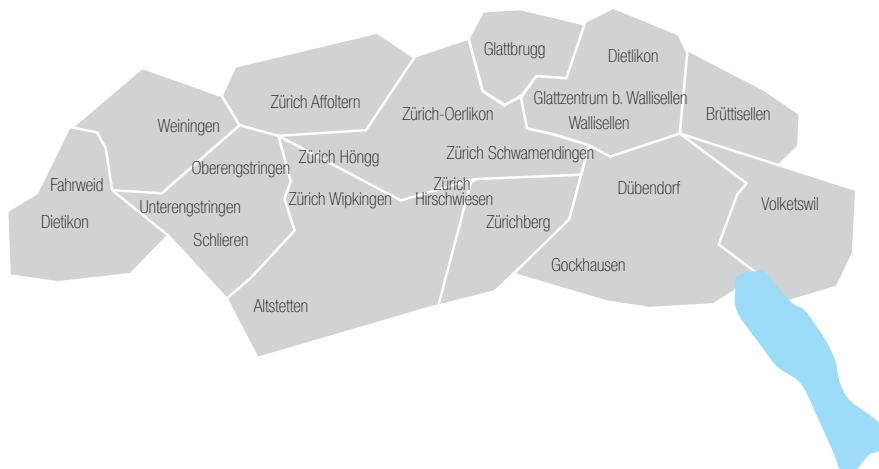 Glattbrugg
Dietlikon
Zürich Affoltern
Glattzentrum b. Wallisellen
Zürich-Oerlikon
Brüttisellen
Wallisellen
Weiningen
Zürich Höngg
Zürich Schwamendingen
Oberengstringen
Fahrweid
Zürich
Hirschwiesen
Dübendorf
Zürich Wipkingen
Volketswil
Unterengstringen
Dietikon
Zürichberg
Schlieren
Gockhausen
Altstetten